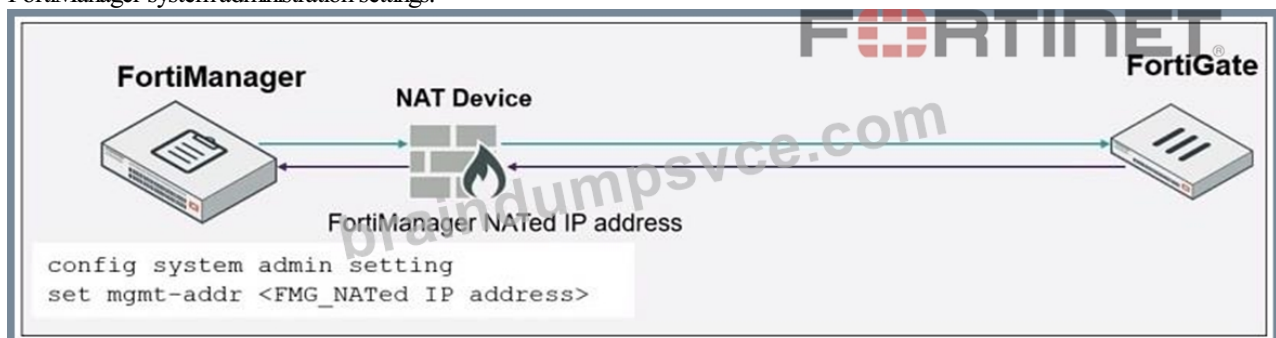 FortiManager system administration settings.
FORTINET®
FortiManager
FortiGate
NAT Device
braindumpsvce.com
FortiManager NATed IP address
config system admin setting
set mgmt-addr <FMG_NATed IP address>